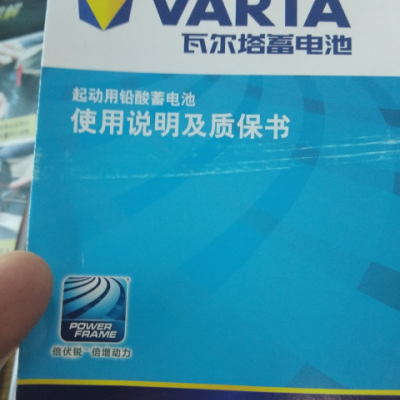 VARTA
瓦尔塔蓄电池
起动用铅酸蓄电池
使用说明及质保书
POWER
FRAME
倍伏锐 倍增动力